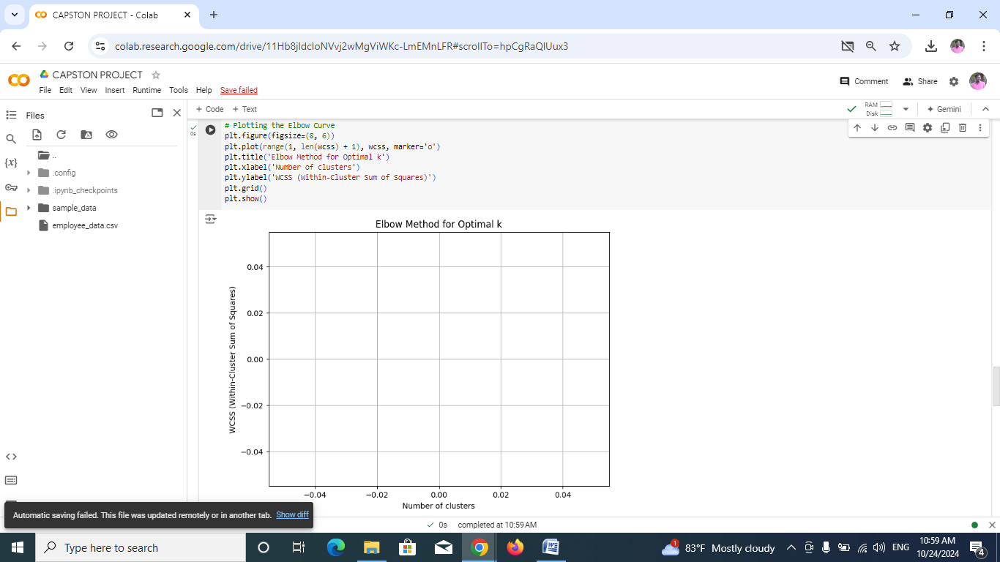 CAPSTON PROJECT - Colab
colab.research.google.com/drive/11Hb8jIdcIoNVvj2wMgViWKc-LmEMnLFR#scrollTo=hpCgRaQIUux3
CAPSTON PROJECT
File Edit View Insert Runtime Tools Help Save failed
Comment Share
Files
+ Code + Text
RAM
Disk
Gemini
..
.config
.ipynb_checkpoints
sample_data
employee_data.csv
0s
# Plotting the Elbow Curve
plt.figure(figsize=(8, 6))
plt.plot(range(1, len(wcss) + 1), wcss, marker='o')
plt.title('Elbow Method for Optimal k')
plt.xlabel('Number of clusters')
plt.ylabel('WCSS (Within-Cluster Sum of Squares)')
plt.grid()
plt.show()
Elbow Method for Optimal k
WCSS (Within-Cluster Sum of Squares)
0.04
0.02
0.00
−0.02
−0.04
−0.04 −0.02 0.00 0.02 0.04
Number of clusters
Automatic saving failed. This file was updated remotely or in another tab. Show diff
0s completed at 10:59 AM
Type here to search
1
83°F Mostly cloudy
ENG
10:59 AM
10/24/2024
4